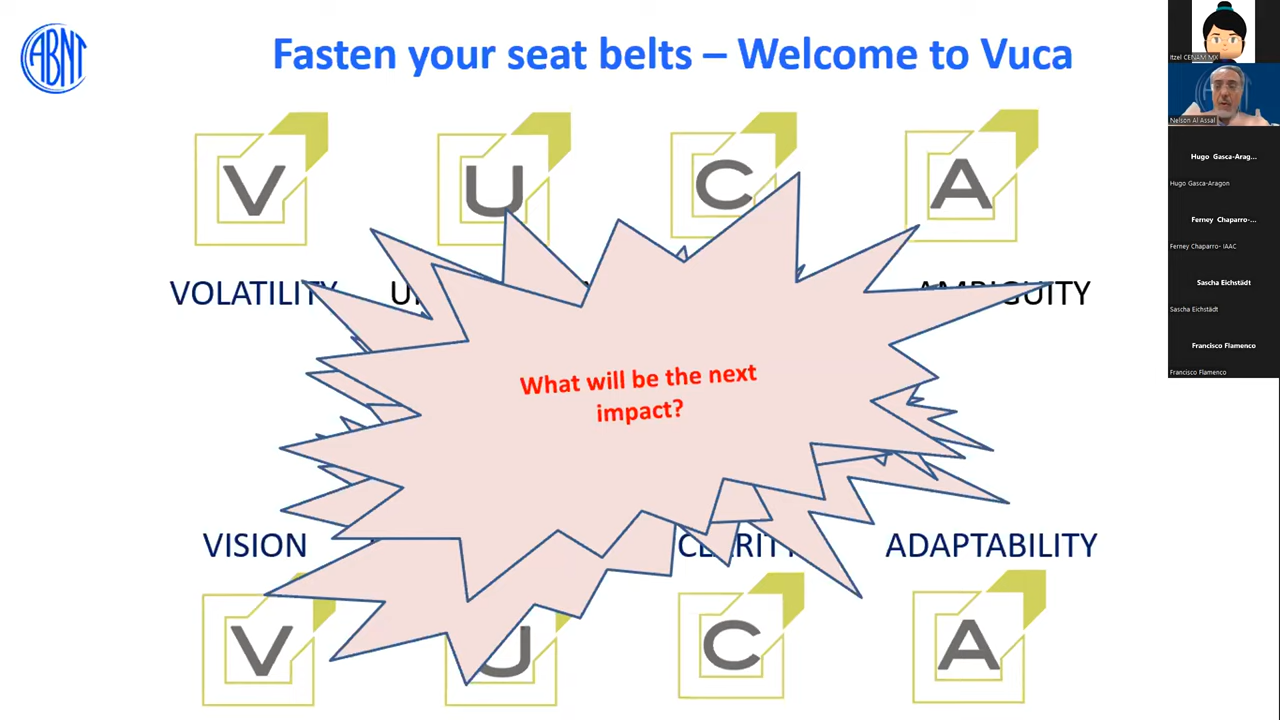 ABNT
Fasten your seat belts – Welcome to Vuca
V U C A
VOLATILITY AMBIGUITY
What will be the next
impact?
VISION CLARITY ADAPTABILITY
V U C A
Itzel CENAM MX
Nelson Al Assal
Hugo Gasca-Arag...
Hugo Gasca-Aragon
Ferney Chaparro-...
Ferney Chaparro- IAAC
Sascha Eichstädt
Sascha Eichstädt
Francisco Flamenco
Francisco Flamenco